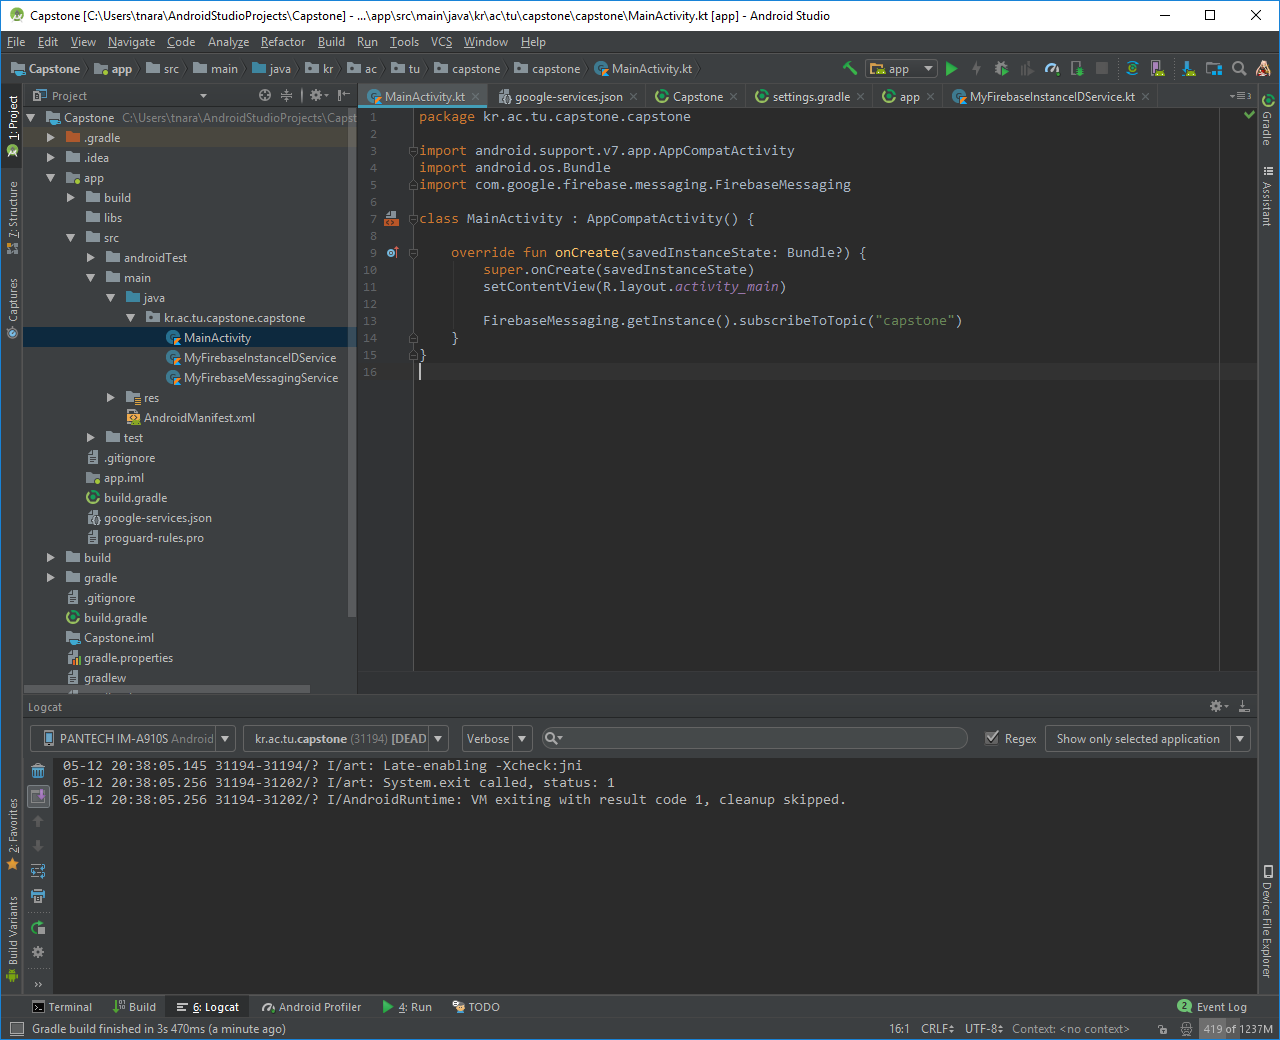 Capstone [C:\Users\tnara\AndroidStudioProjects\Capstone] - ...\app\src\main\java\kr\ac\tu\capstone\capstone\MainActivity.kt [app] - Android Studio
File Edit View Navigate Code Analyze Refactor Build Run Tools VCS Window Help
Capstone app src main java kr ac tu capstone capstone MainActivity.kt app
Project
MainActivity.kt google-services.json Capstone settings.gradle app MyFirebaseInstanceIDService.kt
1: Project
7: Structure
Captures
2: Favorites
Build Variants
Capstone C:\Users\tnara\AndroidStudioProjects\Capst
.gradle
.idea
app
build
libs
src
androidTest
main
java
kr.ac.tu.capstone.capstone
MainActivity
MyFirebaseInstanceIDService
MyFirebaseMessagingService
res
AndroidManifest.xml
test
.gitignore
app.iml
build.gradle
google-services.json
proguard-rules.pro
build
gradle
.gitignore
build.gradle
Capstone.iml
gradle.properties
gradlew
1 package kr.ac.tu.capstone.capstone
2
3 import android.support.v7.app.AppCompatActivity
4 import android.os.Bundle
5 import com.google.firebase.messaging.FirebaseMessaging
6
7 class MainActivity : AppCompatActivity() {
8
9 override fun onCreate(savedInstanceState: Bundle?) {
10 super.onCreate(savedInstanceState)
11 setContentView(R.layout.activity_main)
12
13 FirebaseMessaging.getInstance().subscribeToTopic("capstone")
14 }
15 }
16
3
Gradle
Assistant
Device File Explorer
Logcat
PANTECH IM-A910S Android kr.ac.tu.capstone (31194) [DEAD Verbose Regex Show only selected application
05-12 20:38:05.145 31194-31194/? I/art: Late-enabling -Xcheck:jni
05-12 20:38:05.256 31194-31202/? I/art: System.exit called, status: 1
05-12 20:38:05.256 31194-31202/? I/AndroidRuntime: VM exiting with result code 1, cleanup skipped.
Terminal Build 6: Logcat Android Profiler 4: Run TODO 2 Event Log
Gradle build finished in 3s 470ms (a minute ago) 16:1 CRLF UTF-8 Context: <no context> 419 of 1237M